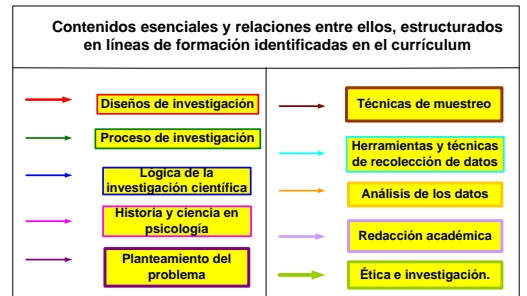 Contenidos esenciales y relaciones entre ellos, estructurados
en líneas de formación identificadas en el currículum
Diseños de investigación
Proceso de investigación
Lógica de la
investigación científica
Historia y ciencia en
psicología
Planteamiento del
problema
Técnicas de muestreo
Herramientas y técnicas
de recolección de datos
Análisis de los datos
Redacción académica
Ética e investigación.